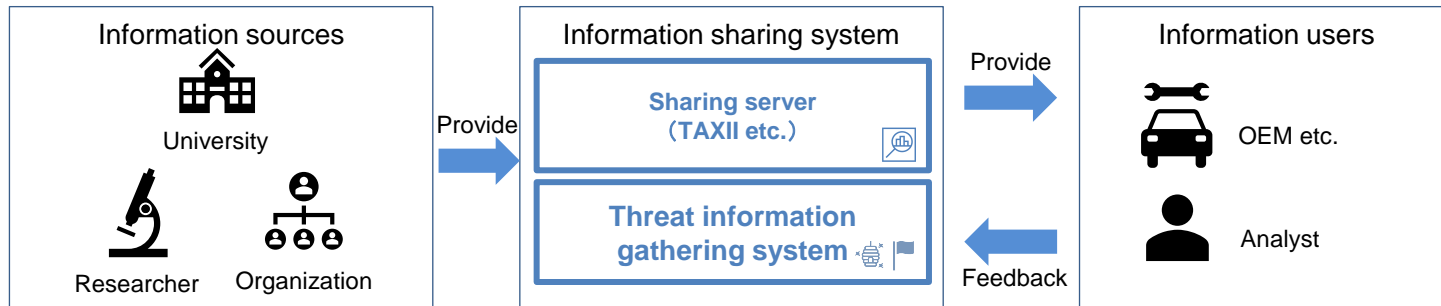 Information sources
University
Researcher
Organization
Provide
Information sharing system
Sharing server
（TAXII etc.）
Threat information
gathering system
Provide
Feedback
Information users
OEM etc.
Analyst